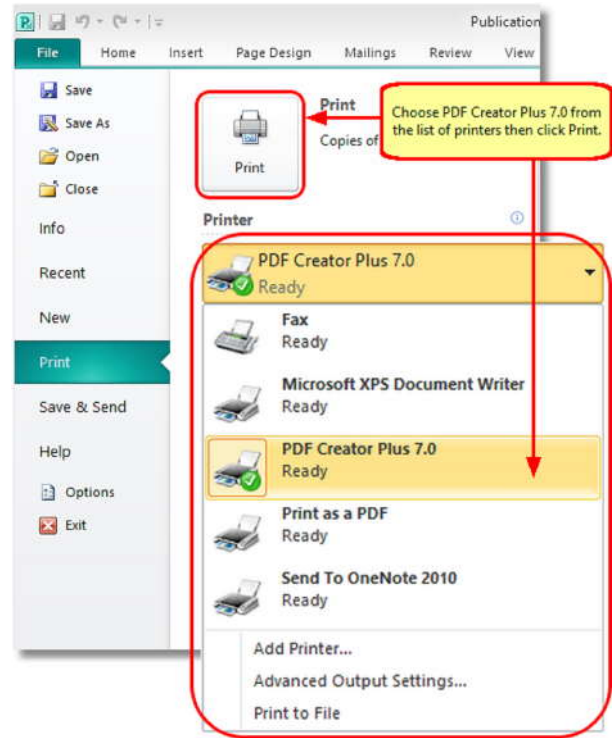 Publication
File Home Insert Page Design Mailings Review View
Save
Save As
Open
Close
Info
Recent
New
Print
Save & Send
Help
Options
Exit
Print
Print
Copies of
Choose PDF Creator Plus 7.0 from
the list of printers then click Print.
Printer
PDF Creator Plus 7.0
Ready
Fax
Ready
Microsoft XPS Document Writer
Ready
PDF Creator Plus 7.0
Ready
Print as a PDF
Ready
Send To OneNote 2010
Ready
Add Printer...
Advanced Output Settings...
Print to File